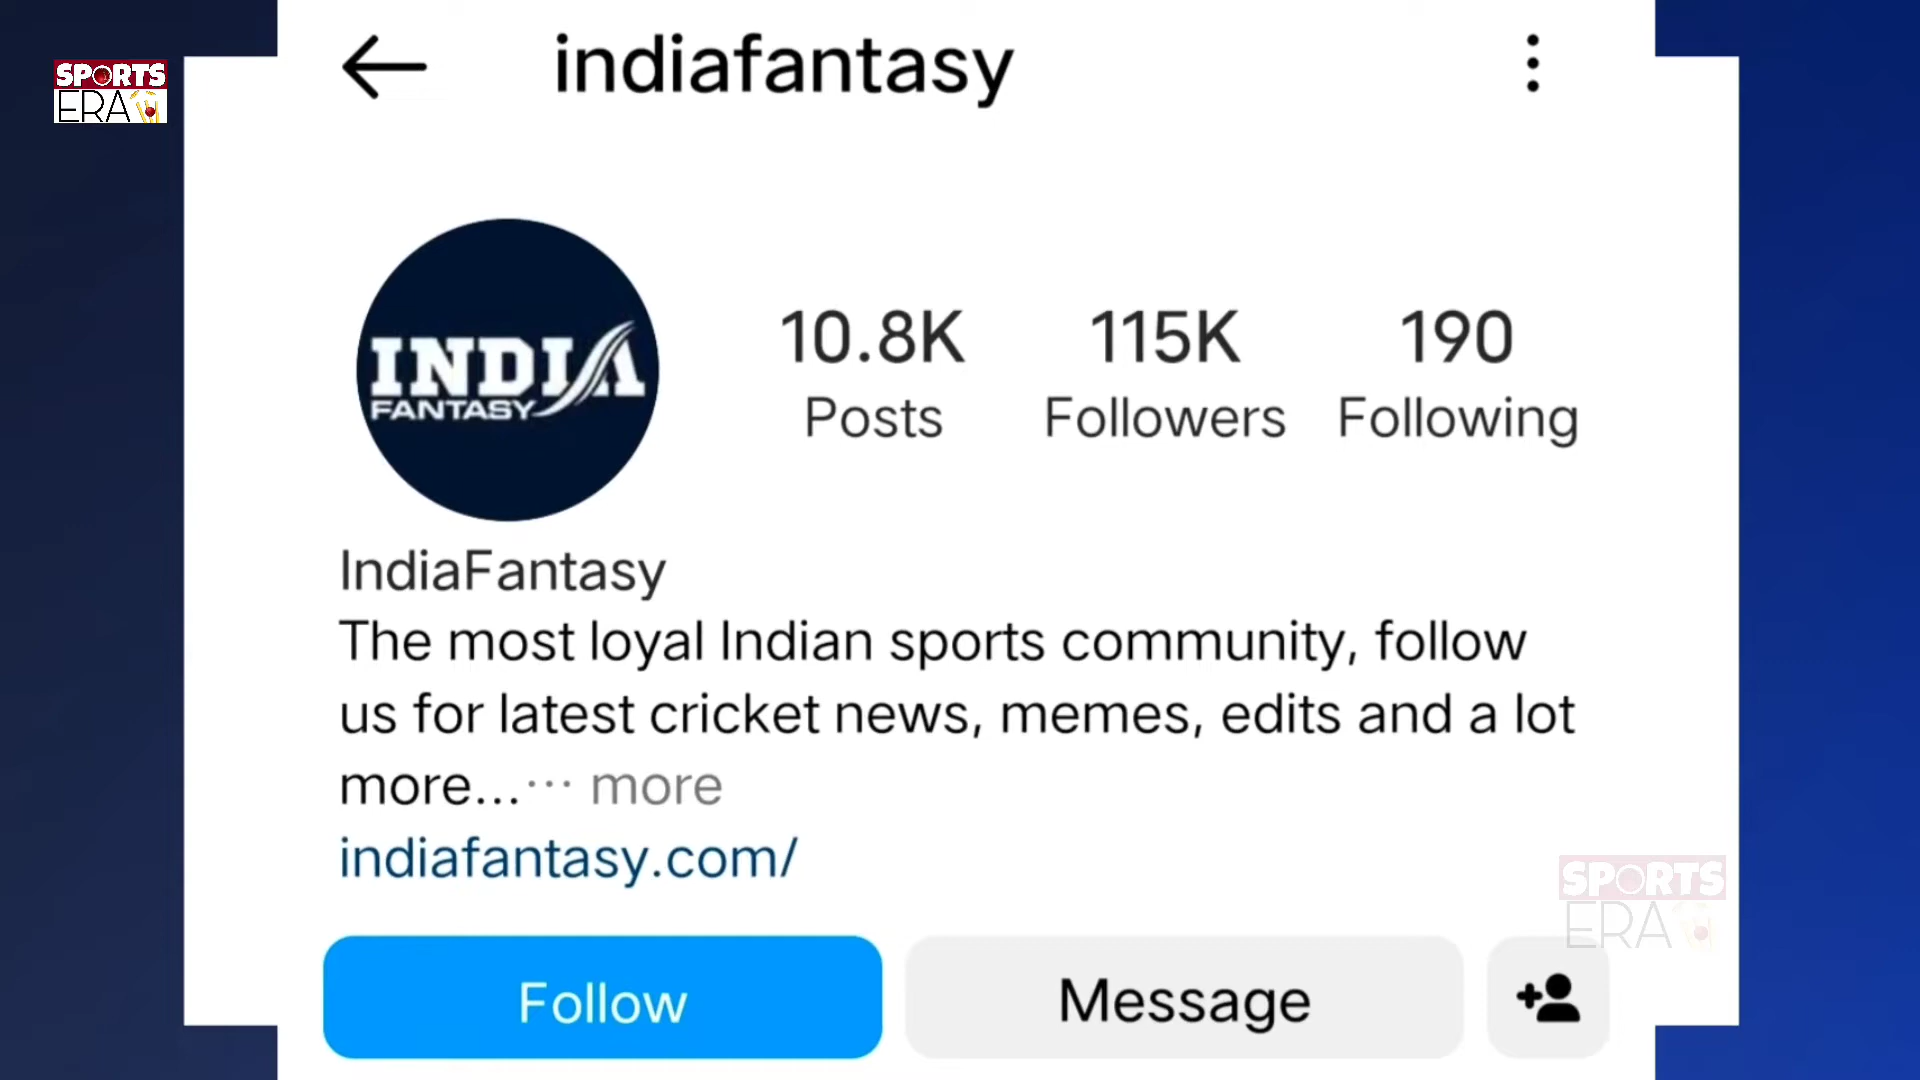 indiafantasy
SPORTS
ERA
INDIA
FANTASY
10.8K 115K 190
Posts Followers Following
IndiaFantasy
The most loyal Indian sports community, follow
us for latest cricket news, memes, edits and a lot
more...··· more
indiafantasy.com/
SPORTS
ERA
Follow Message